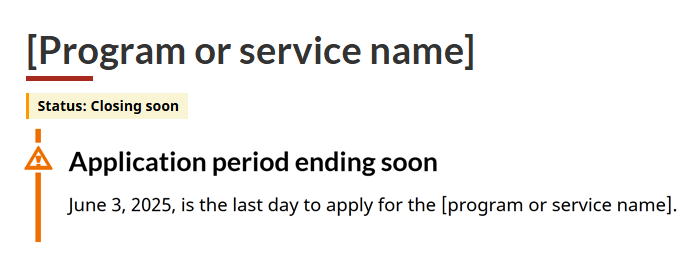 [Program or service name]
Status: Closing soon
Application period ending soon
June 3, 2025, is the last day to apply for the [program or service name].